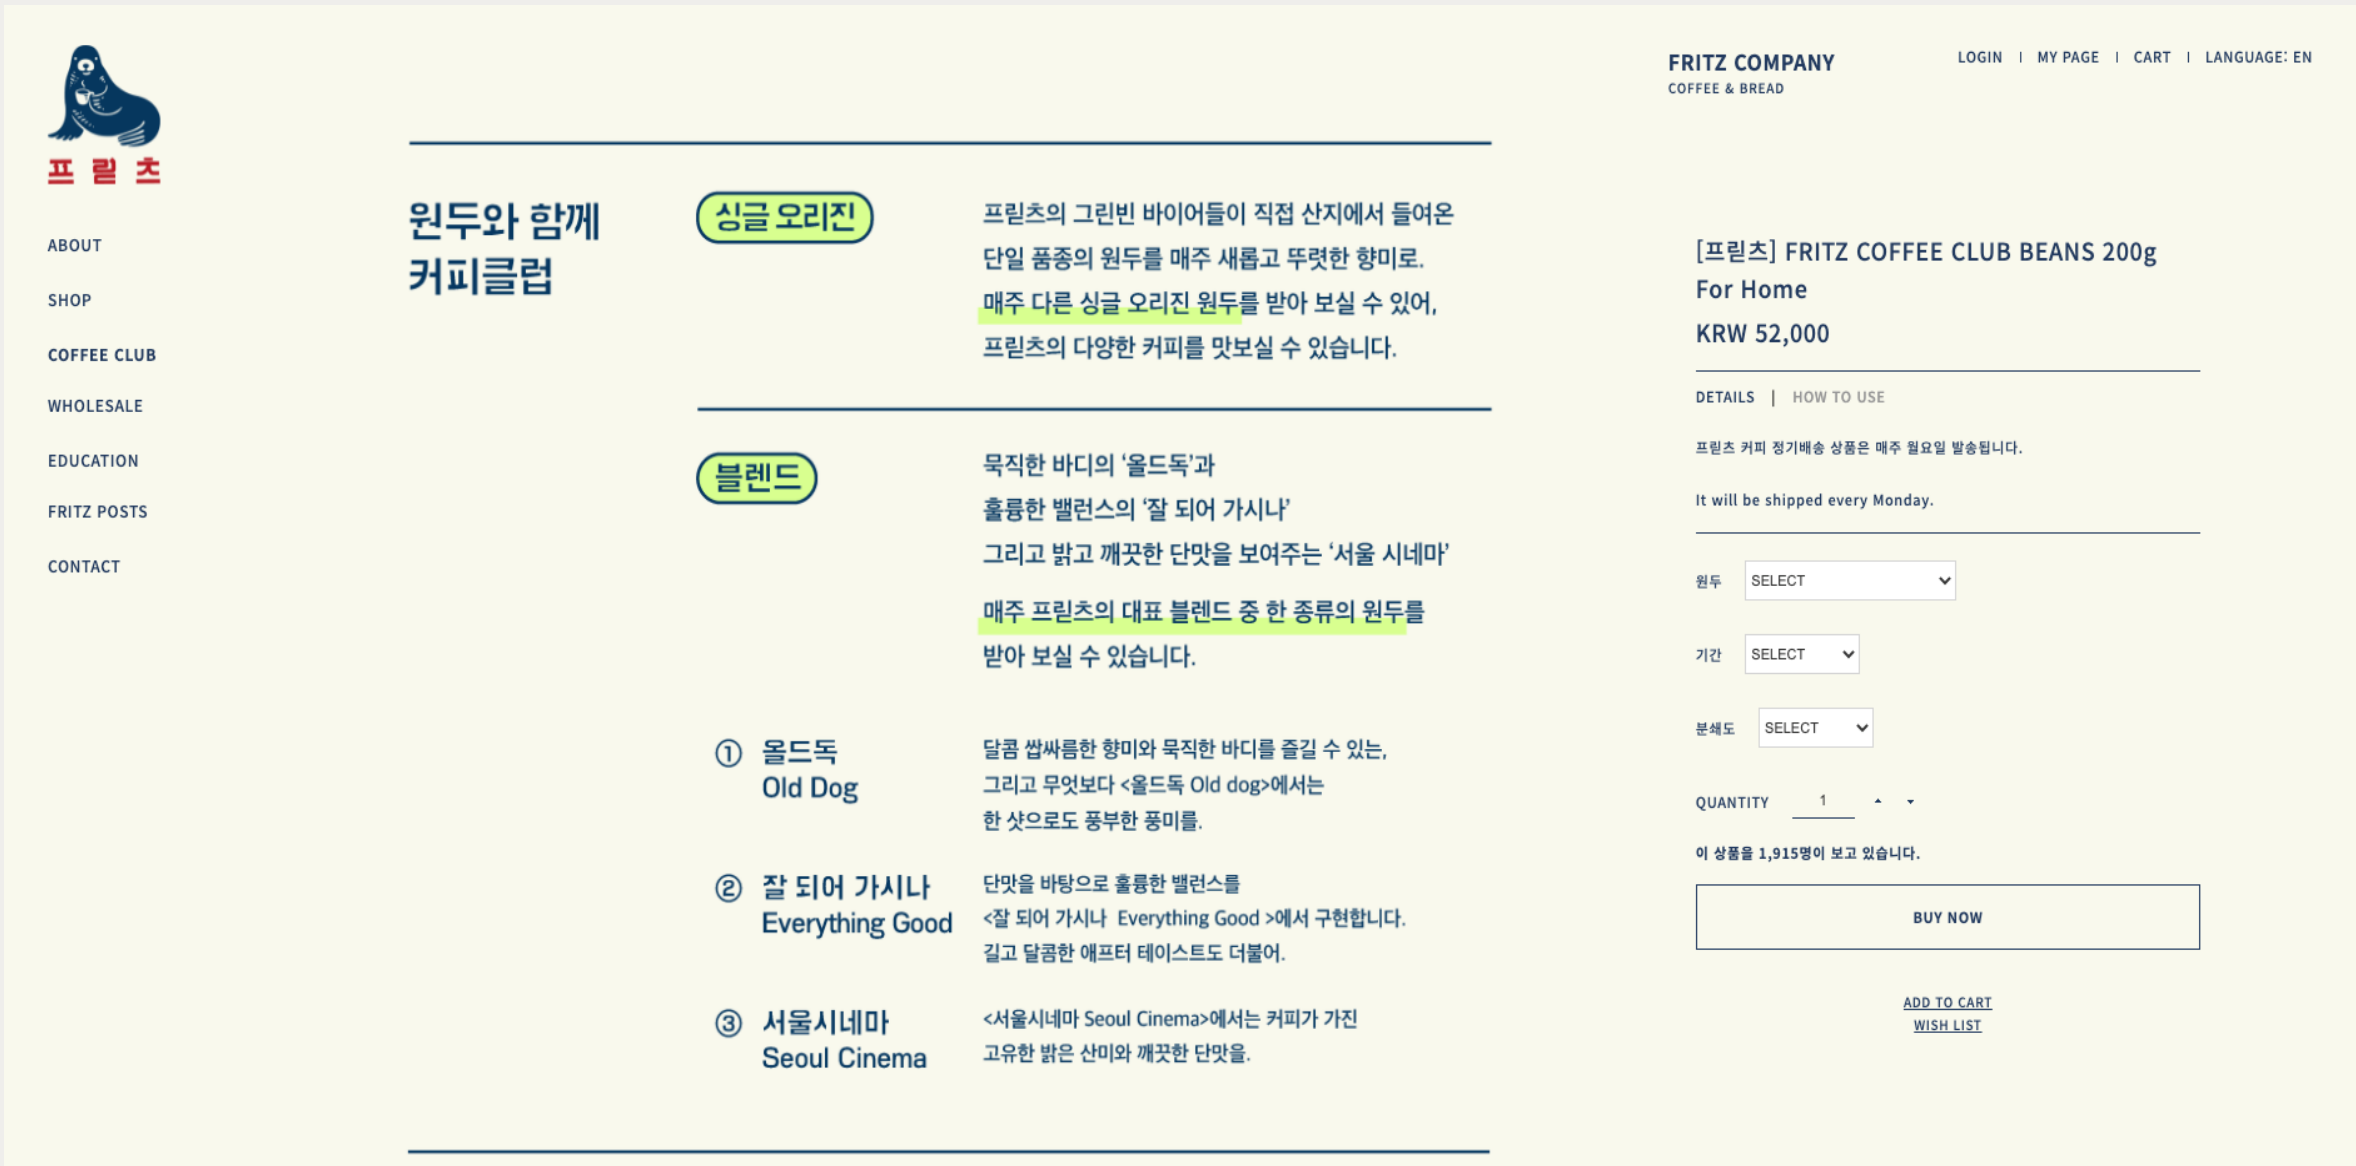 프릳츠
ABOUT
SHOP
COFFEE CLUB
WHOLESALE
EDUCATION
FRITZ POSTS
CONTACT
FRITZ COMPANY
COFFEE & BREAD
LOGIN | MY PAGE | CART | LANGUAGE: EN
원두와 함께
커피클럽
싱글 오리진
프릳츠의 그린빈 바이어들이 직접 산지에서 들여온
단일 품종의 원두를 매주 새롭고 뚜렷한 향미로.
매주 다른 싱글 오리진 원두를 받아 보실 수 있어,
프릳츠의 다양한 커피를 맛보실 수 있습니다.
블렌드
묵직한 바디의 ‘올드독’과
훌륭한 밸런스의 ‘잘 되어 가시나’
그리고 밝고 깨끗한 단맛을 보여주는 ‘서울 시네마’
매주 프릳츠의 대표 블렌드 중 한 종류의 원두를
받아 보실 수 있습니다.
① 올드독
Old Dog
달콤 쌉싸름한 향미와 묵직한 바디를 즐길 수 있는,
그리고 무엇보다 <올드독 Old dog>에서는
한 샷으로도 풍부한 풍미를.
② 잘 되어 가시나
Everything Good
단맛을 바탕으로 훌륭한 밸런스를
<잘 되어 가시나 Everything Good >에서 구현합니다.
길고 달콤한 애프터 테이스트도 더불어.
③ 서울시네마
Seoul Cinema
<서울시네마 Seoul Cinema>에서는 커피가 가진
고유한 밝은 산미와 깨끗한 단맛을.
[프릳츠] FRITZ COFFEE CLUB BEANS 200g
For Home
KRW 52,000
DETAILS | HOW TO USE
프릳츠 커피 정기배송 상품은 매주 월요일 발송됩니다.
It will be shipped every Monday.
원두 SELECT
기간 SELECT
분쇄도 SELECT
QUANTITY 1
이 상품을 1,915명이 보고 있습니다.
BUY NOW
ADD TO CART
WISH LIST